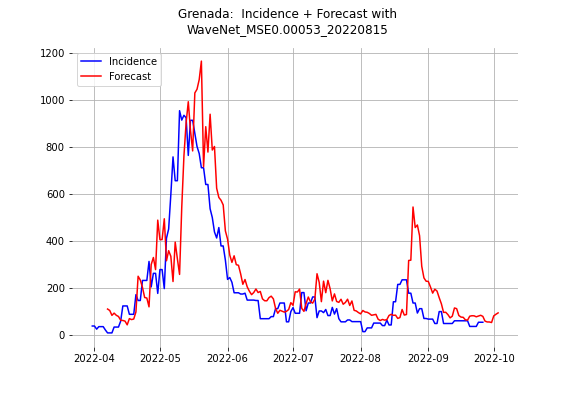 Grenada:  Incidence + Forecast with
WaveNet_MSE0.00053_20220815
Incidence
Forecast
1200
1000
800
600
400
200
0
2022-04 2022-05 2022-06 2022-07 2022-08 2022-09 2022-10